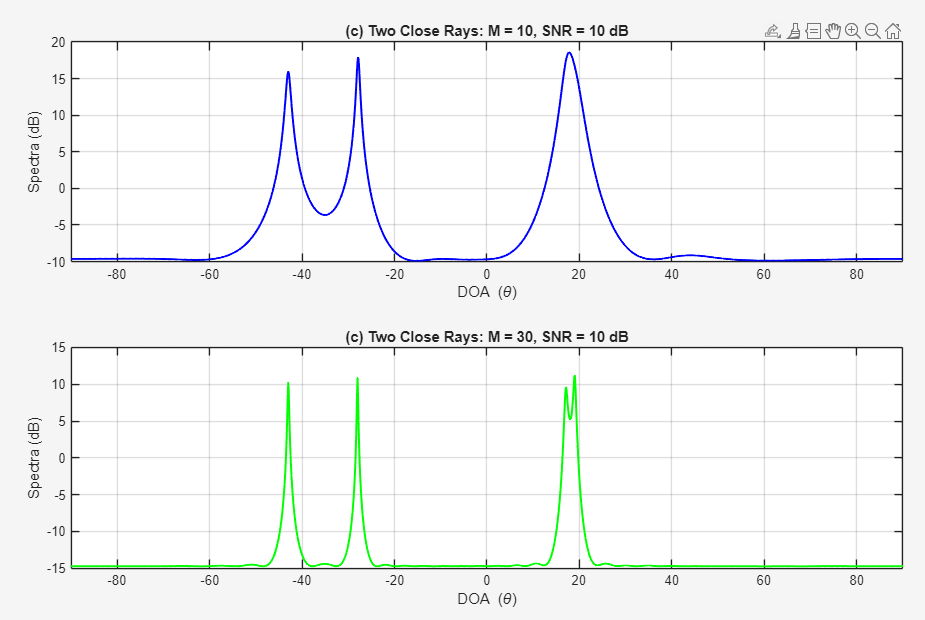 (c) Two Close Rays: M = 10, SNR = 10 dB
20
15
10
5
0
-5
-10
Spectra (dB)
-80 -60 -40 -20 0 20 40 60 80
DOA (θ)
(c) Two Close Rays: M = 30, SNR = 10 dB
15
10
5
0
-5
-10
-15
Spectra (dB)
-80 -60 -40 -20 0 20 40 60 80
DOA (θ)